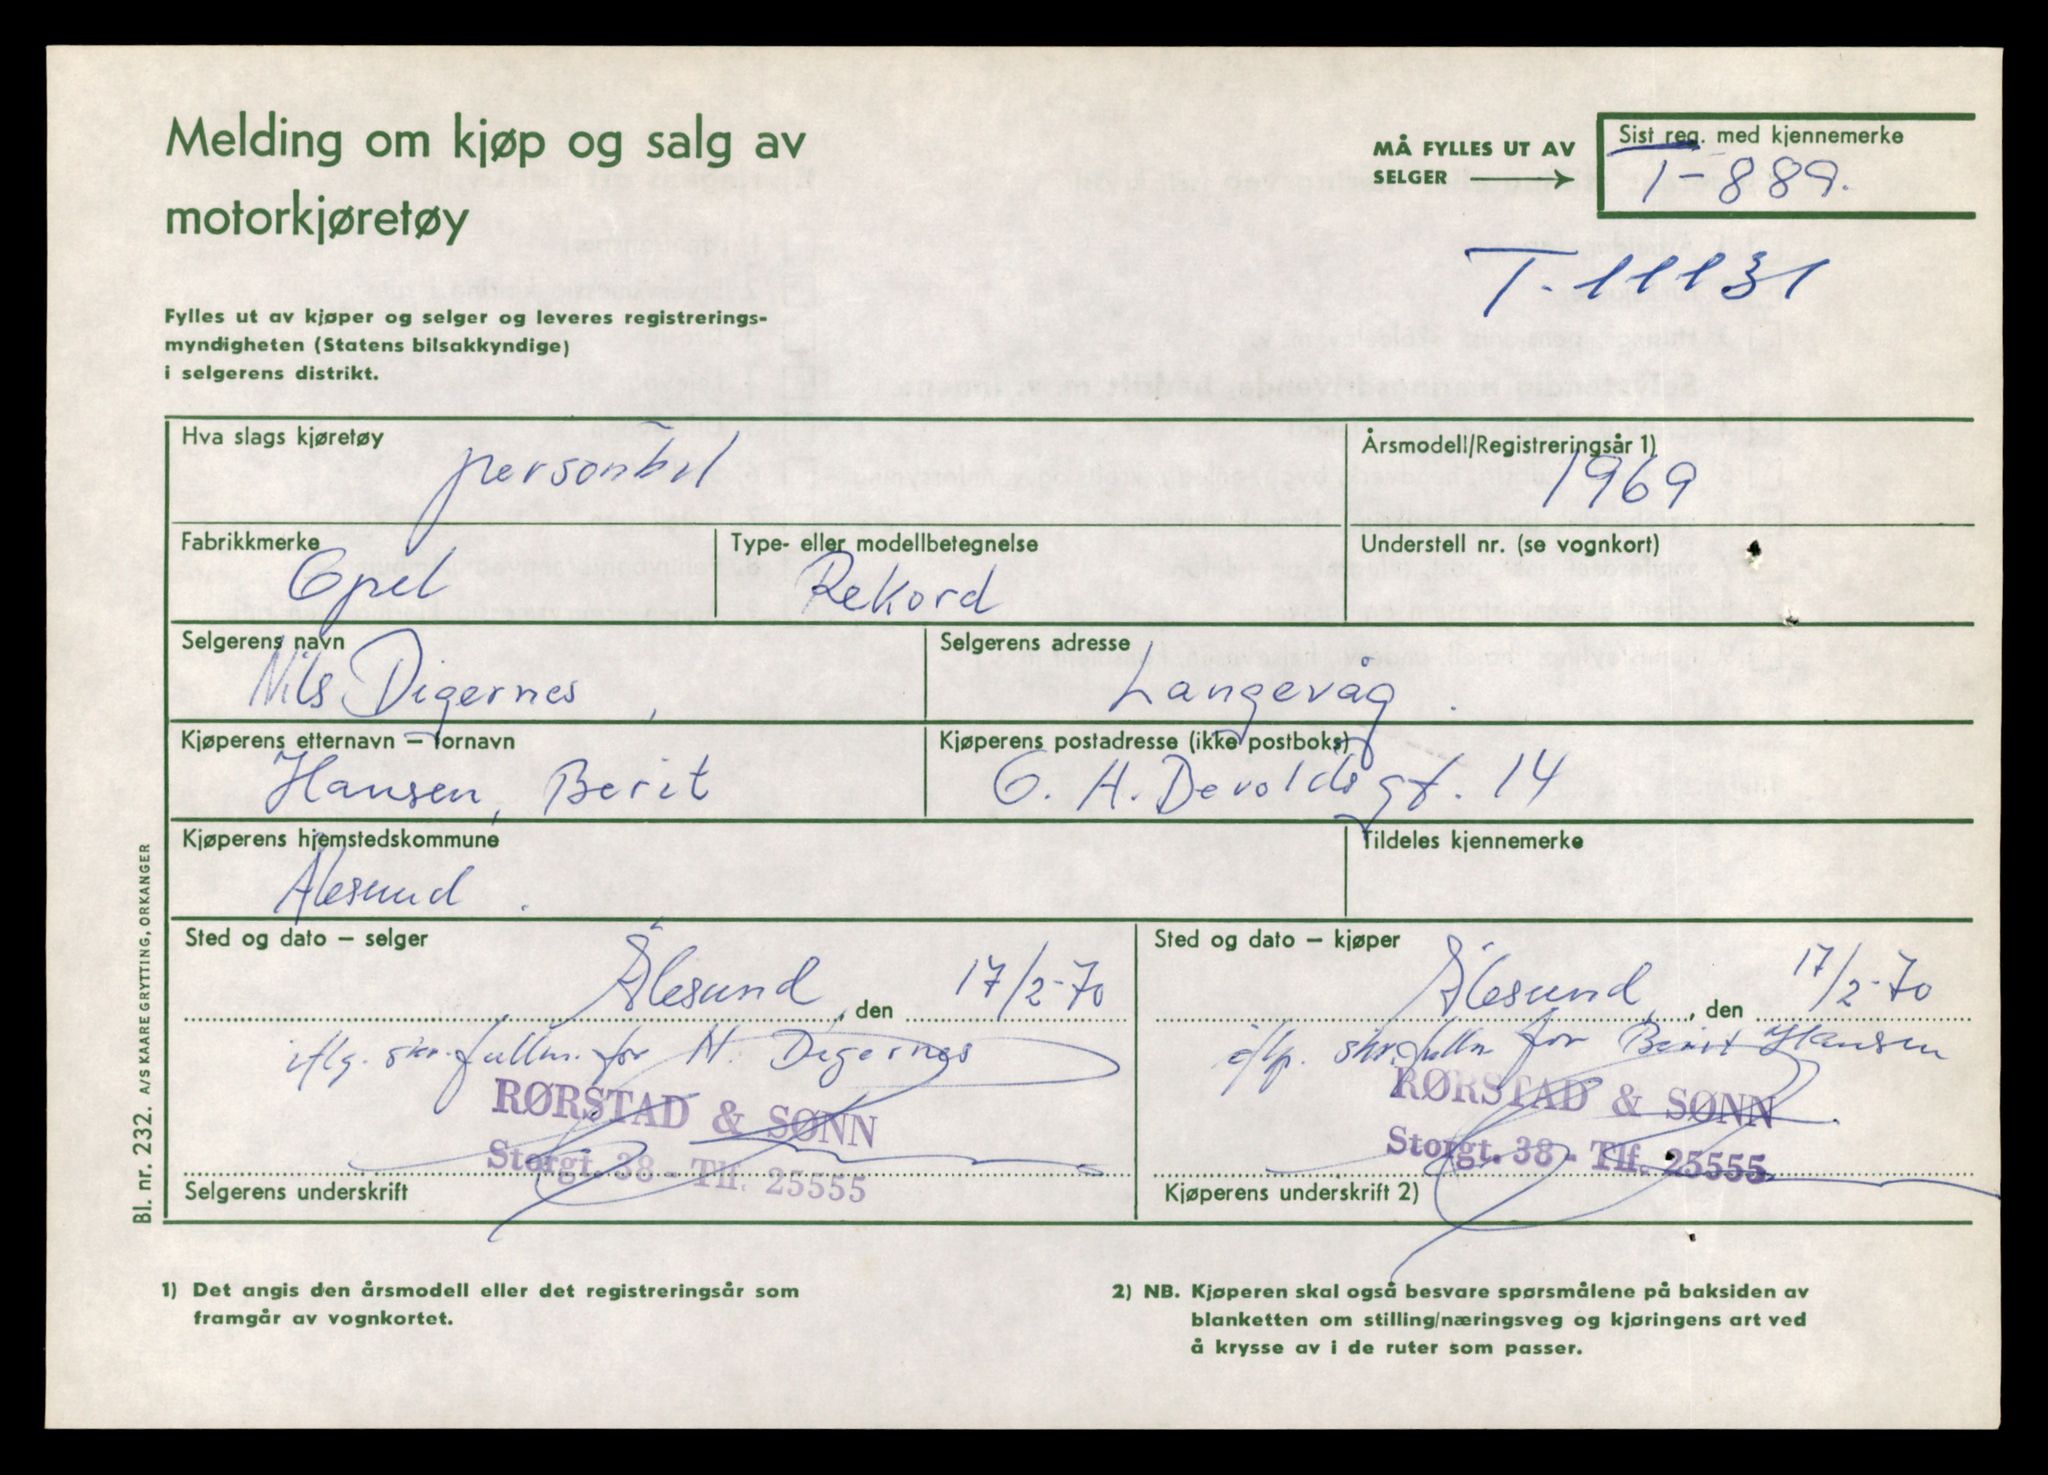 Melding om kjøp og salg av
motorkjøretøy
MÅ FYLLES UT AV
SELGER
Sist reg. med kjennemerke
T-889.
T-11131
Fylles ut av kjøper og selger og leveres registrerings-
myndigheten (Statens bilsakkyndige)
i selgerens distrikt.
Hva slags kjøretøy
personbil
Årsmodell/Registreringsår 1)
1969
Fabrikkmerke
Opel
Type- eller modellbetegnelse
Rekord
Understell nr. (se vognkort)
Selgerens navn
Nils Digernes,
Selgerens adresse
Langevåg.
Kjøperens etternavn – fornavn
Hansen, Berit
Kjøperens postadresse (ikke postboks)
O. A. Devoldsgt. 14
Kjøperens hjemstedskommune
Ålesund.
Tildeles kjennemerke
Sted og dato – selger
Ålesund, den 17/2-70
iflg. skr. fullm. for N. Digernes
RØRSTAD & SØNN
Storgt. 38 - Tlf. 25555
Selgerens underskrift
Sted og dato – kjøper
Ålesund, den 17/2-70
iflg. skr. fullm for Berit Hansen
RØRSTAD & SØNN
Storgt. 38 - Tlf. 25555
Kjøperens underskrift 2)
Bl. nr. 232. A/S KAARE GRYTTING, ORKANGER
1) Det angis den årsmodell eller det registreringsår som
framgår av vognkortet.
2) NB. Kjøperen skal også besvare spørsmålene på baksiden av
blanketten om stilling/næringsveg og kjøringens art ved
å krysse av i de ruter som passer.